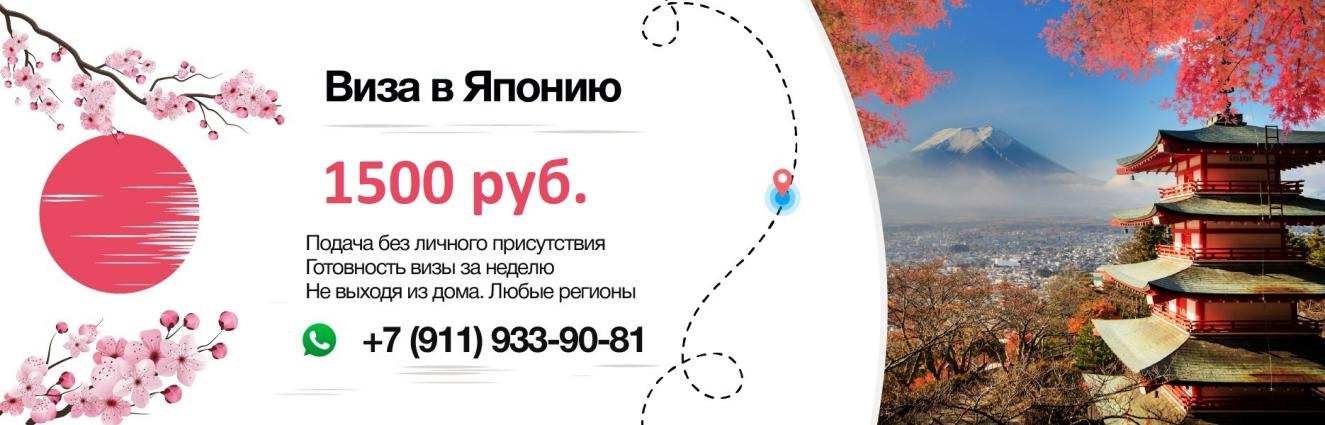 Виза в Японию
1500 руб.
Подача без личного присутствия
Готовность визы за неделю
Не выходя из дома. Любые регионы
+7 (911) 933-90-81